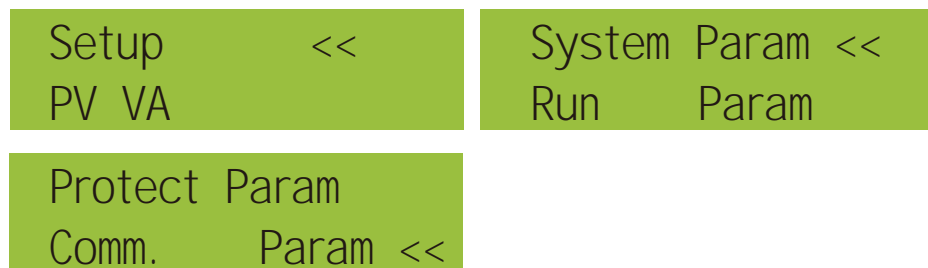 Setup <<
PV VA
System Param <<
Run Param
Protect Param
Comm. Param <<